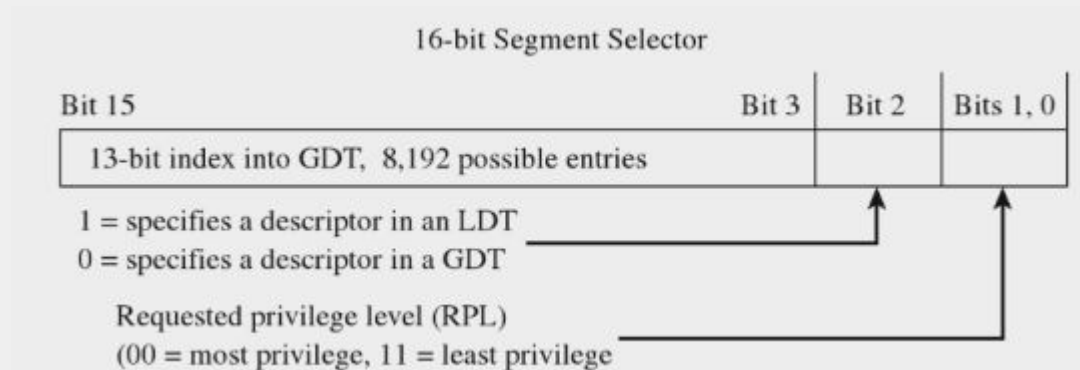 16-bit Segment Selector
Bit 15 Bit 3 Bit 2 Bits 1, 0
13-bit index into GDT, 8,192 possible entries
1 = specifies a descriptor in an LDT
0 = specifies a descriptor in a GDT
Requested privilege level (RPL)
(00 = most privilege, 11 = least privilege